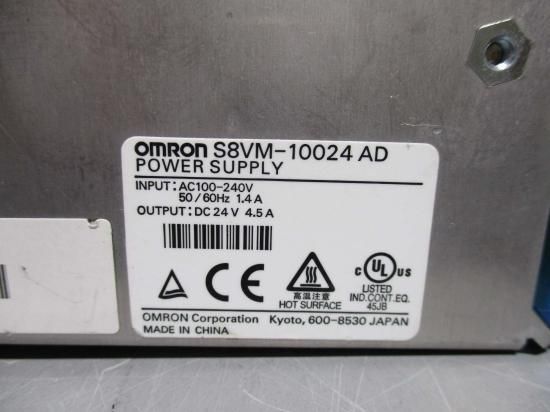 OMRON S8VM-10024 AD
POWER SUPPLY
INPUT: AC100-240V
50/60Hz 1.4 A
OUTPUT: DC 24 V 4.5 A
CE
高温注意
HOT SURFACE
C UL US
LISTED
IND.CONT.EQ.
45JB
OMRON Corporation Kyoto, 600-8530 JAPAN
MADE IN CHINA